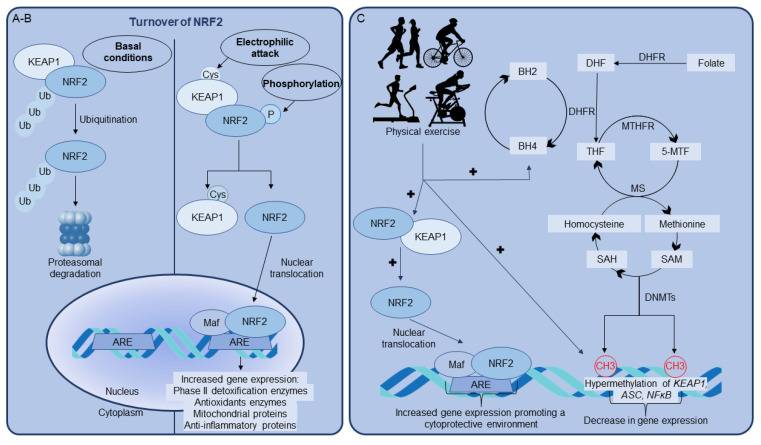 A-B
Turnover of NRF2
Basal
conditions
KEAP1
NRF2
Ub
Ub
Ub
Ubiquitination
NRF2
Ub
Ub
Ub
Proteasomal
degradation
Electrophilic
attack
Phosphorylation
Cys
KEAP1
NRF2
P
Cys
KEAP1
NRF2
Nuclear
translocation
ARE
Maf
NRF2
ARE
Nucleus
Cytoplasm
Increased gene expression:
Phase II detoxification enzymes
Antioxidants enzymes
Mitochondrial proteins
Anti-inflammatory proteins
C
Physical exercise
BH2
DHFR
BH4
DHF
DHFR
Folate
MTHFR
THF
5-MTF
MS
Homocysteine
Methionine
SAH
SAM
DNMTs
+
+
+
+
NRF2
KEAP1
NRF2
Nuclear
translocation
Maf
NRF2
ARE
Increased gene expression promoting a
cytoprotective environment
CH3
CH3
Hypermethylation of KEAP1,
ASC, NFκB
Decrease in gene expression